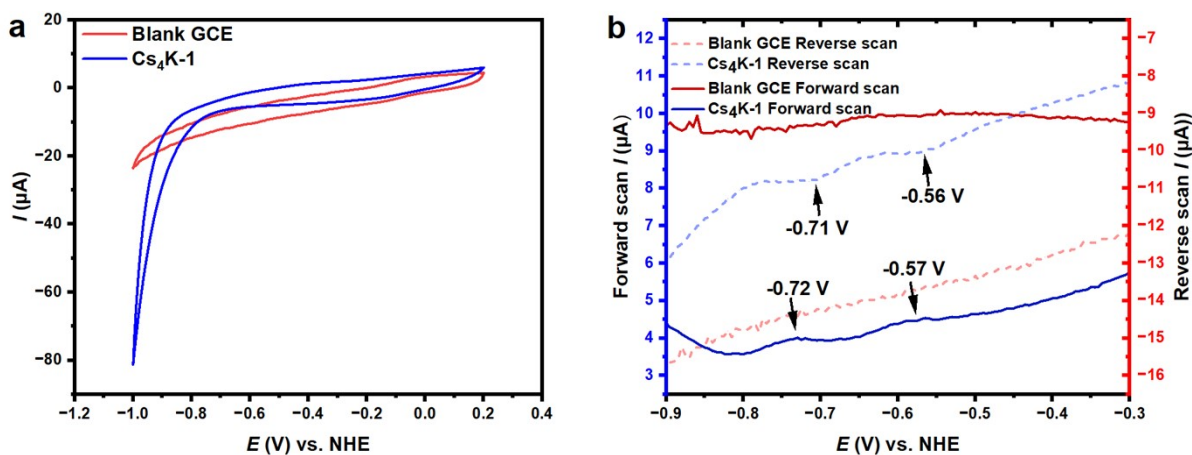 a
Blank GCE
Cs₄K-1
20
0
−20
−40
−60
−80
I (μA)
−1.2
−1.0
−0.8
−0.6
−0.4
−0.2
0.0
0.2
0.4
E (V) vs. NHE
b
Blank GCE Reverse scan
Cs₄K-1 Reverse scan
Blank GCE Forward scan
Cs₄K-1 Forward scan
12
11
10
9
8
7
6
5
4
3
Forward scan I (μA)
-0.71 V
-0.56 V
-0.72 V
-0.57 V
−0.9
−0.8
−0.7
−0.6
−0.5
−0.4
−0.3
E (V) vs. NHE
−7
−8
−9
−10
−11
−12
−13
−14
−15
−16
Reverse scan I (μA))